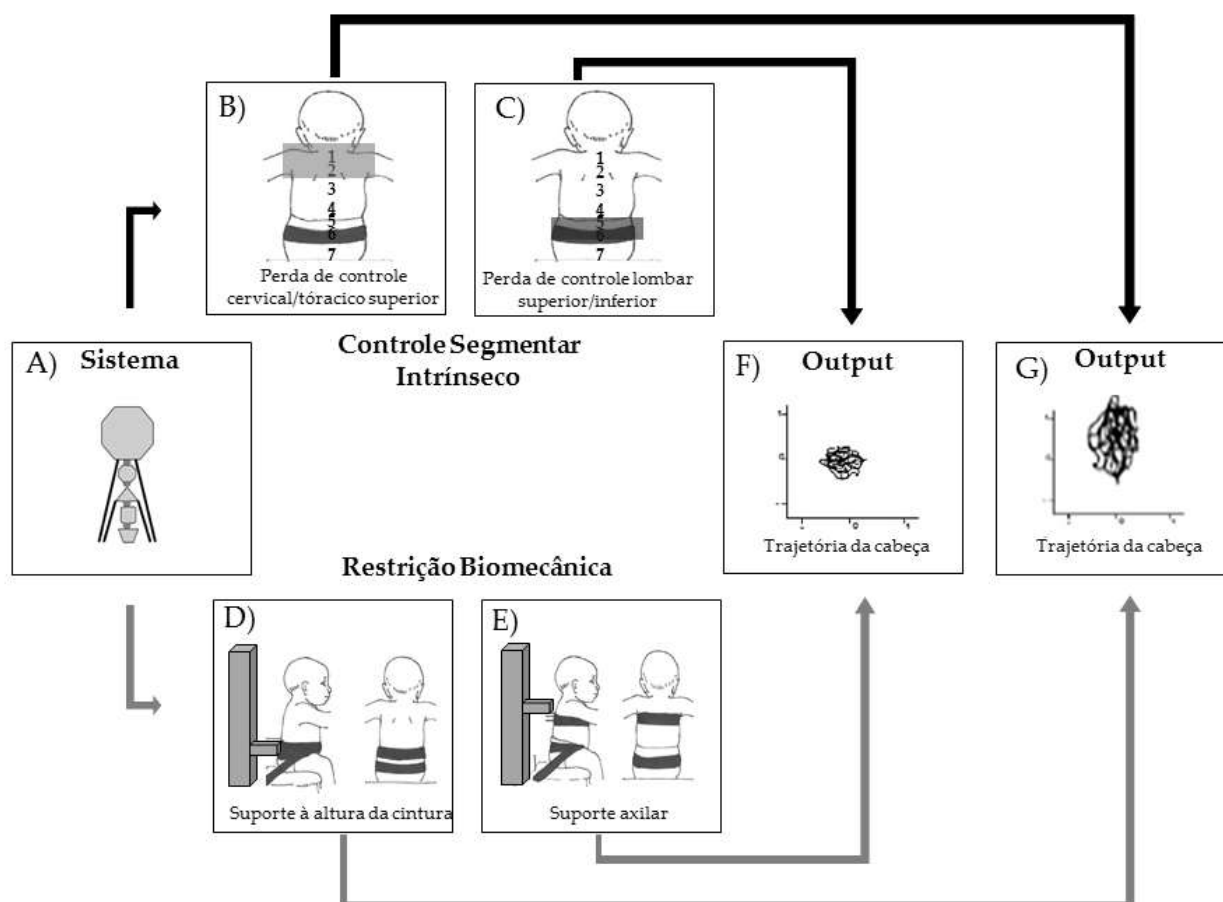 B)
1
2
3
4
5
6
7
Perda de controle
cervical/tóracico superior
C)
1
2
3
4
5
6
7
Perda de controle lombar
superior/inferior
Controle Segmentar
Intrínseco
A) Sistema
F) Output
0
Trajetória da cabeça
G) Output
0
Trajetória da cabeça
Restrição Biomecânica
D)
Suporte à altura da cintura
E)
Suporte axilar